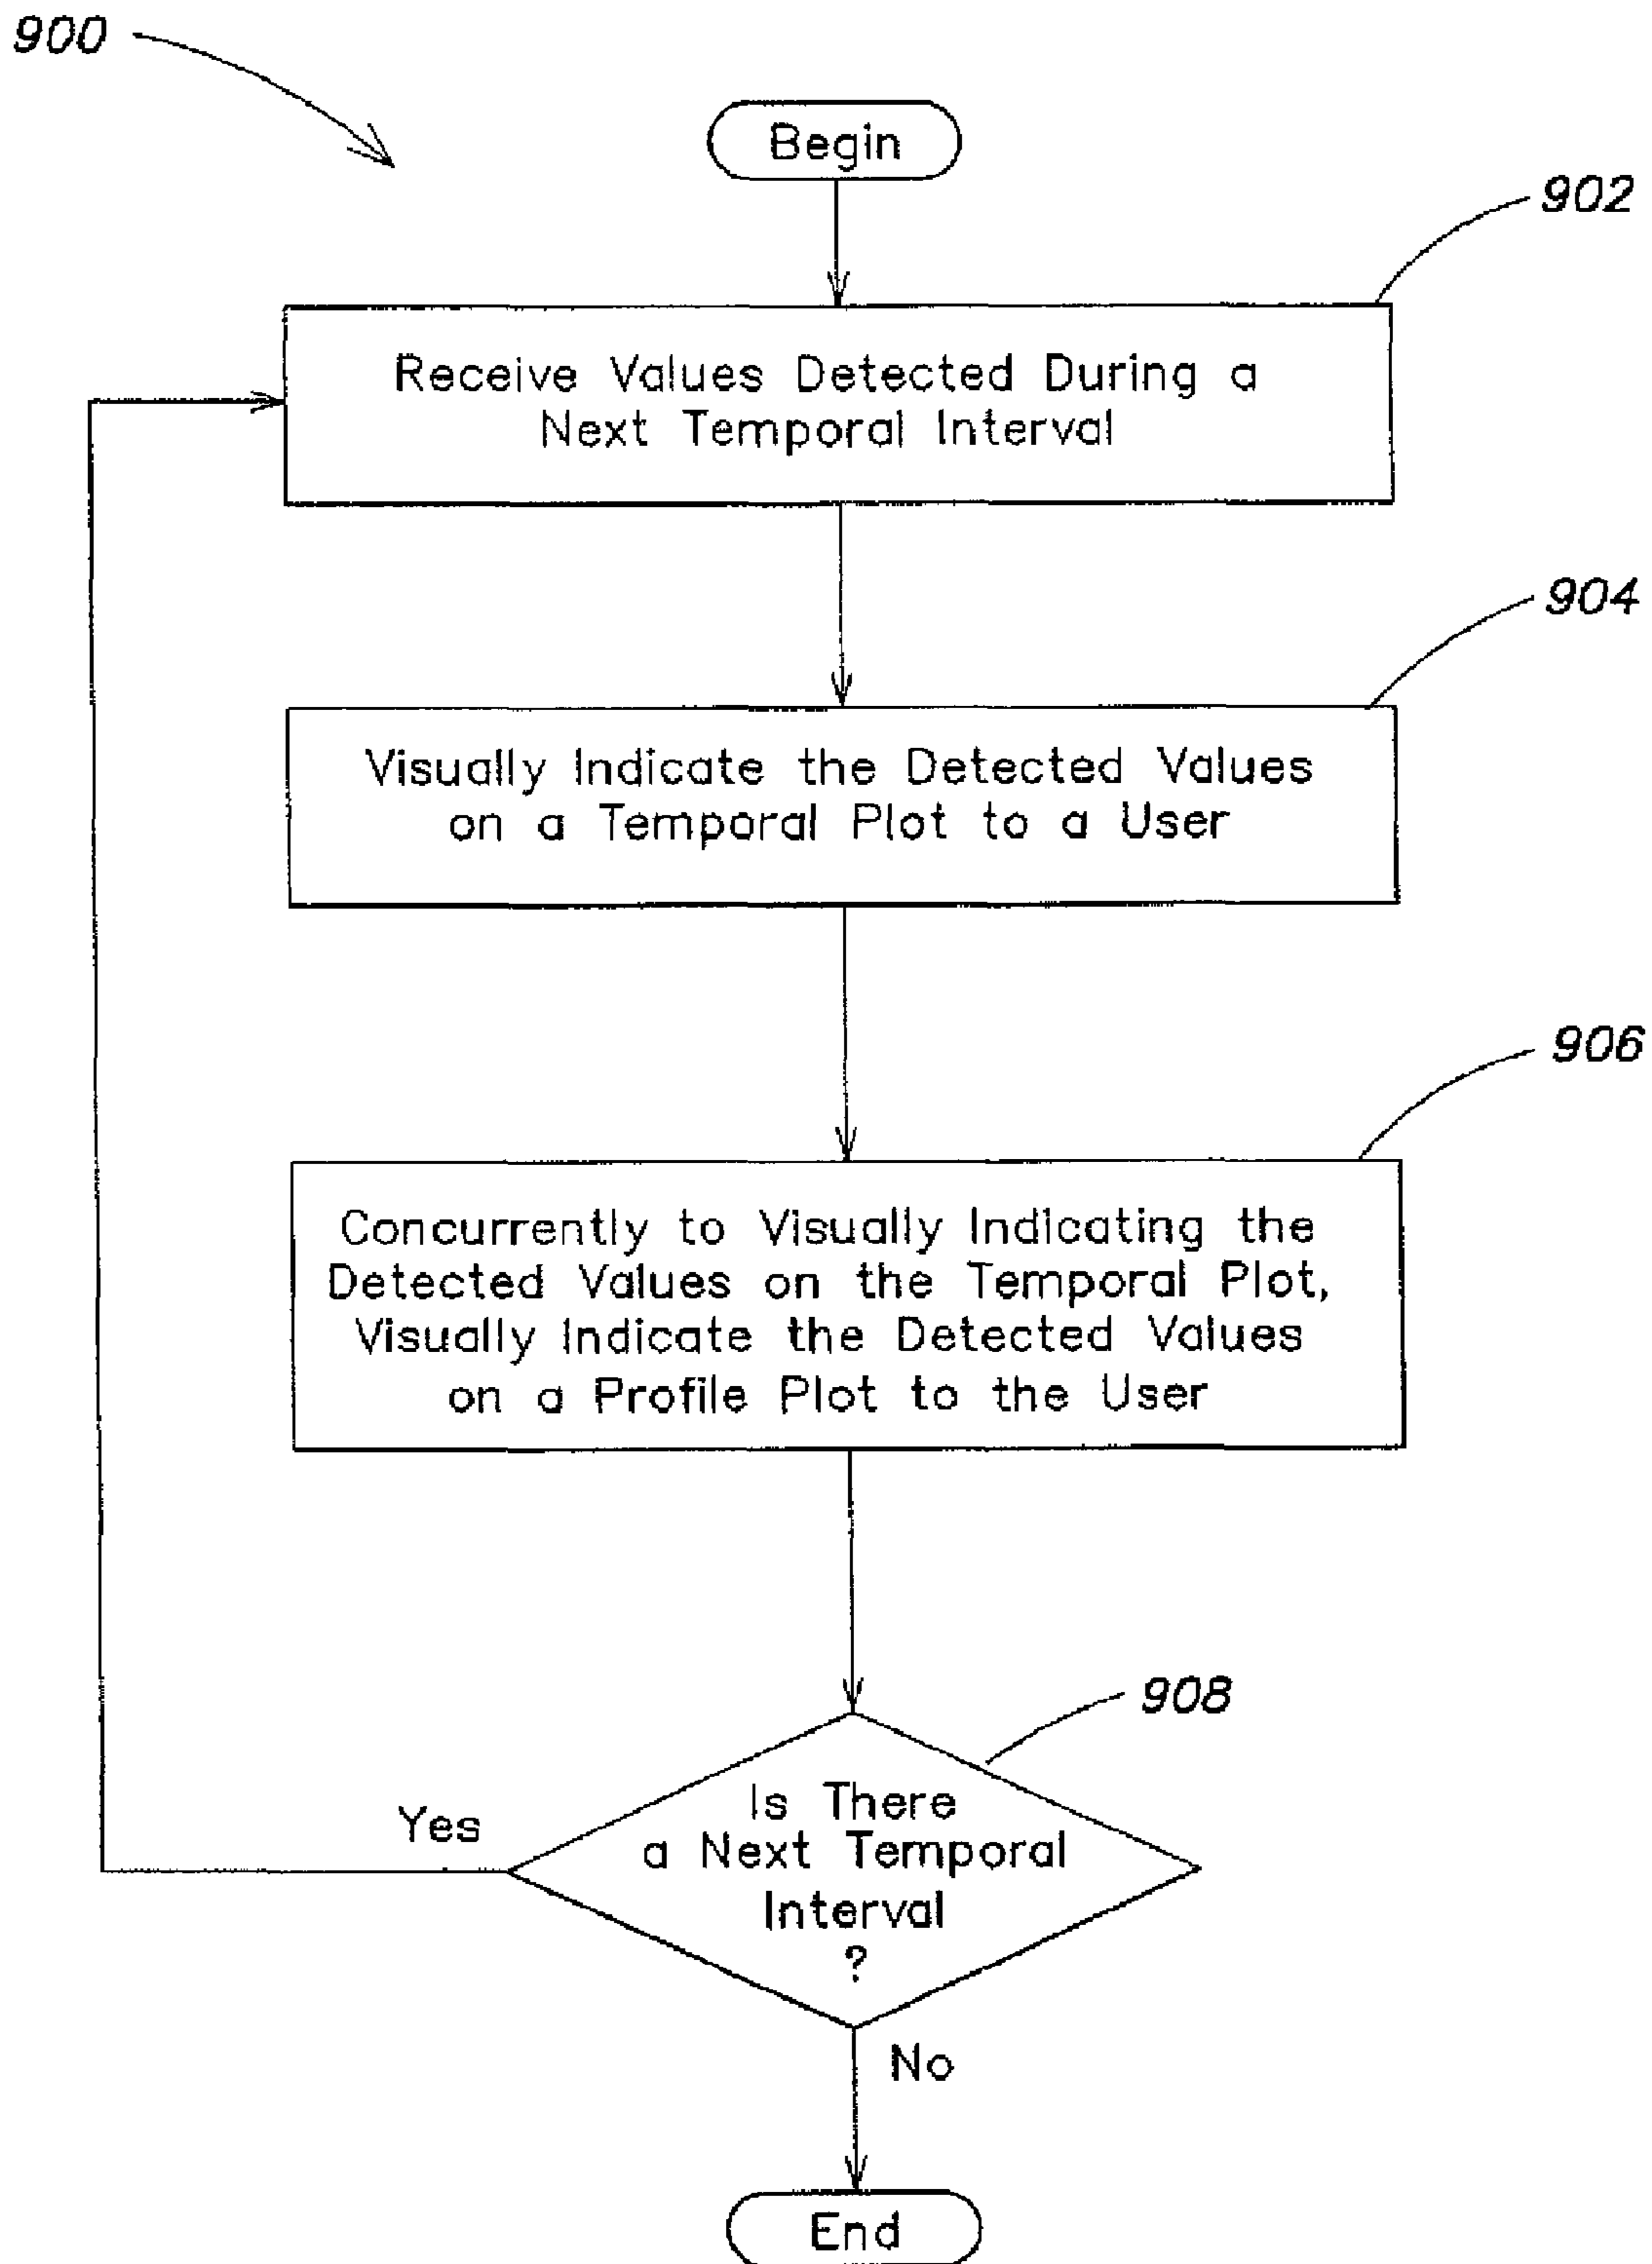 900
Begin
902
Receive Values Detected During a
Next Temporal Interval
904
Visually Indicate the Detected Values
on a Temporal Plot to a User
906
Concurrently to Visually Indicating the
Detected Values on the Temporal Plot,
Visually Indicate the Detected Values
on a Profile Plot to the User
908
Is There
a Next Temporal
Interval
?
Yes
No
End